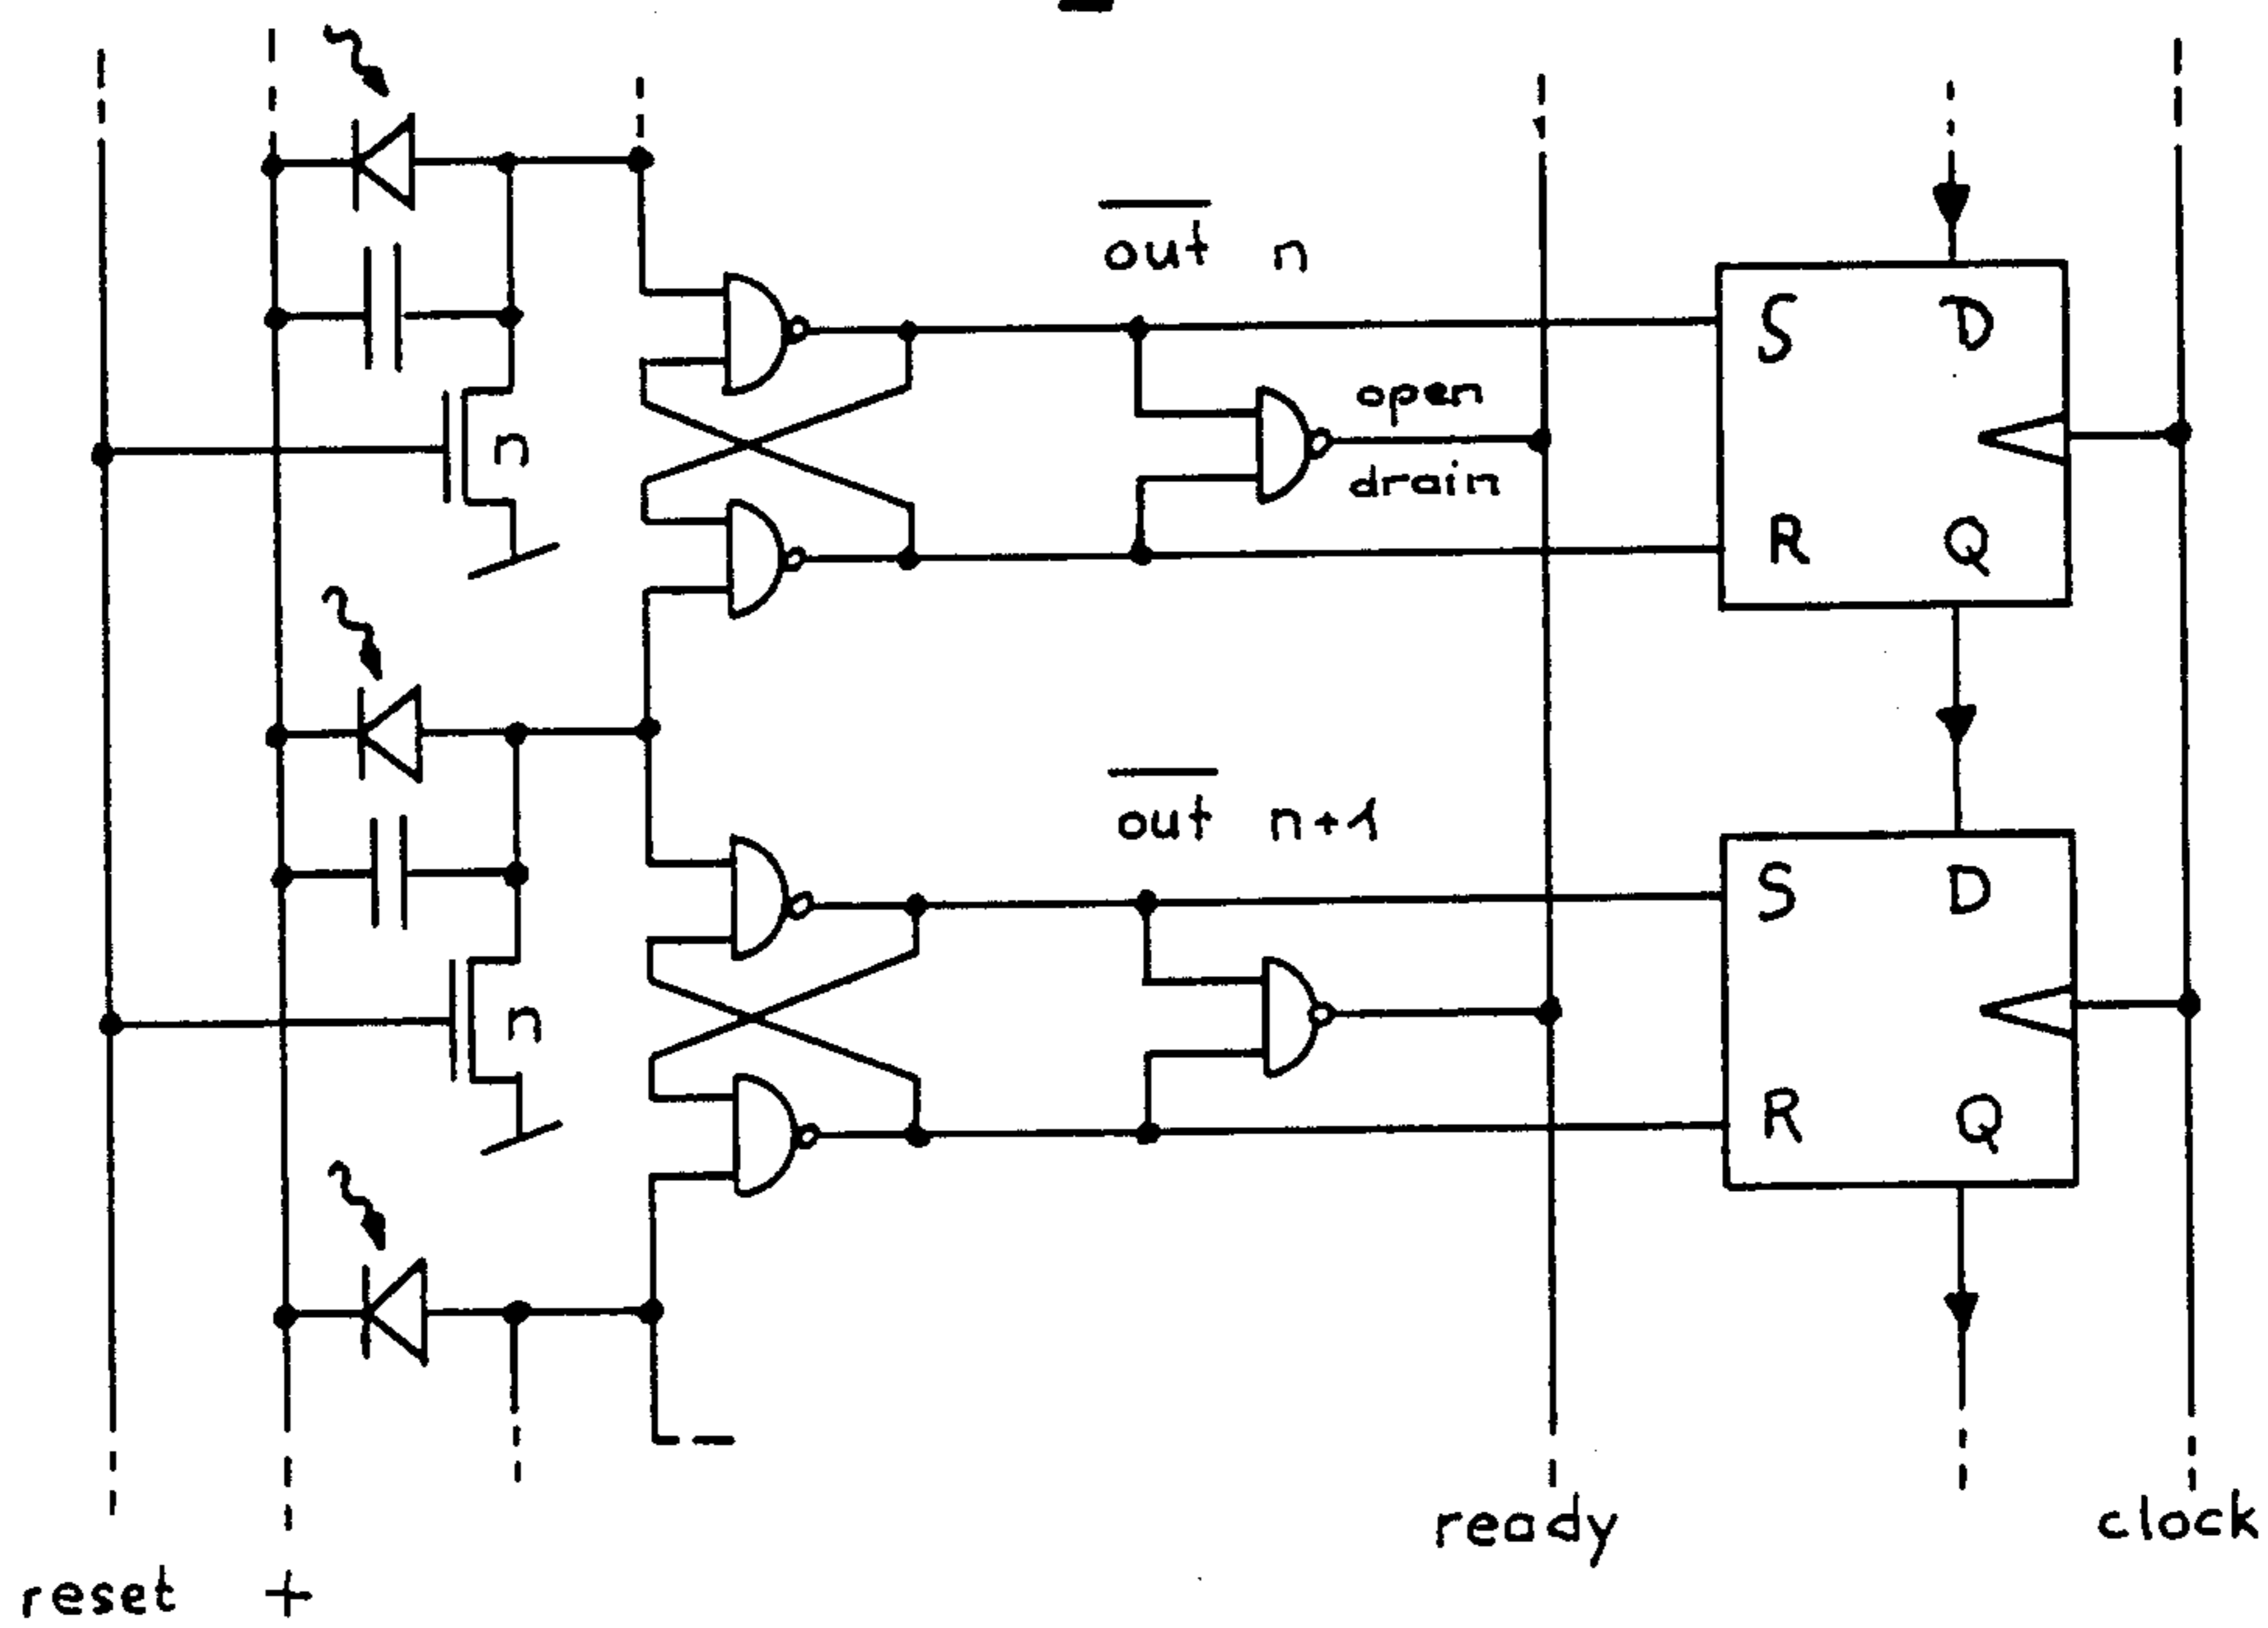 out n
open
drain
S D
R Q
n
out n+1
S D
n
R Q
ready
clock
reset +